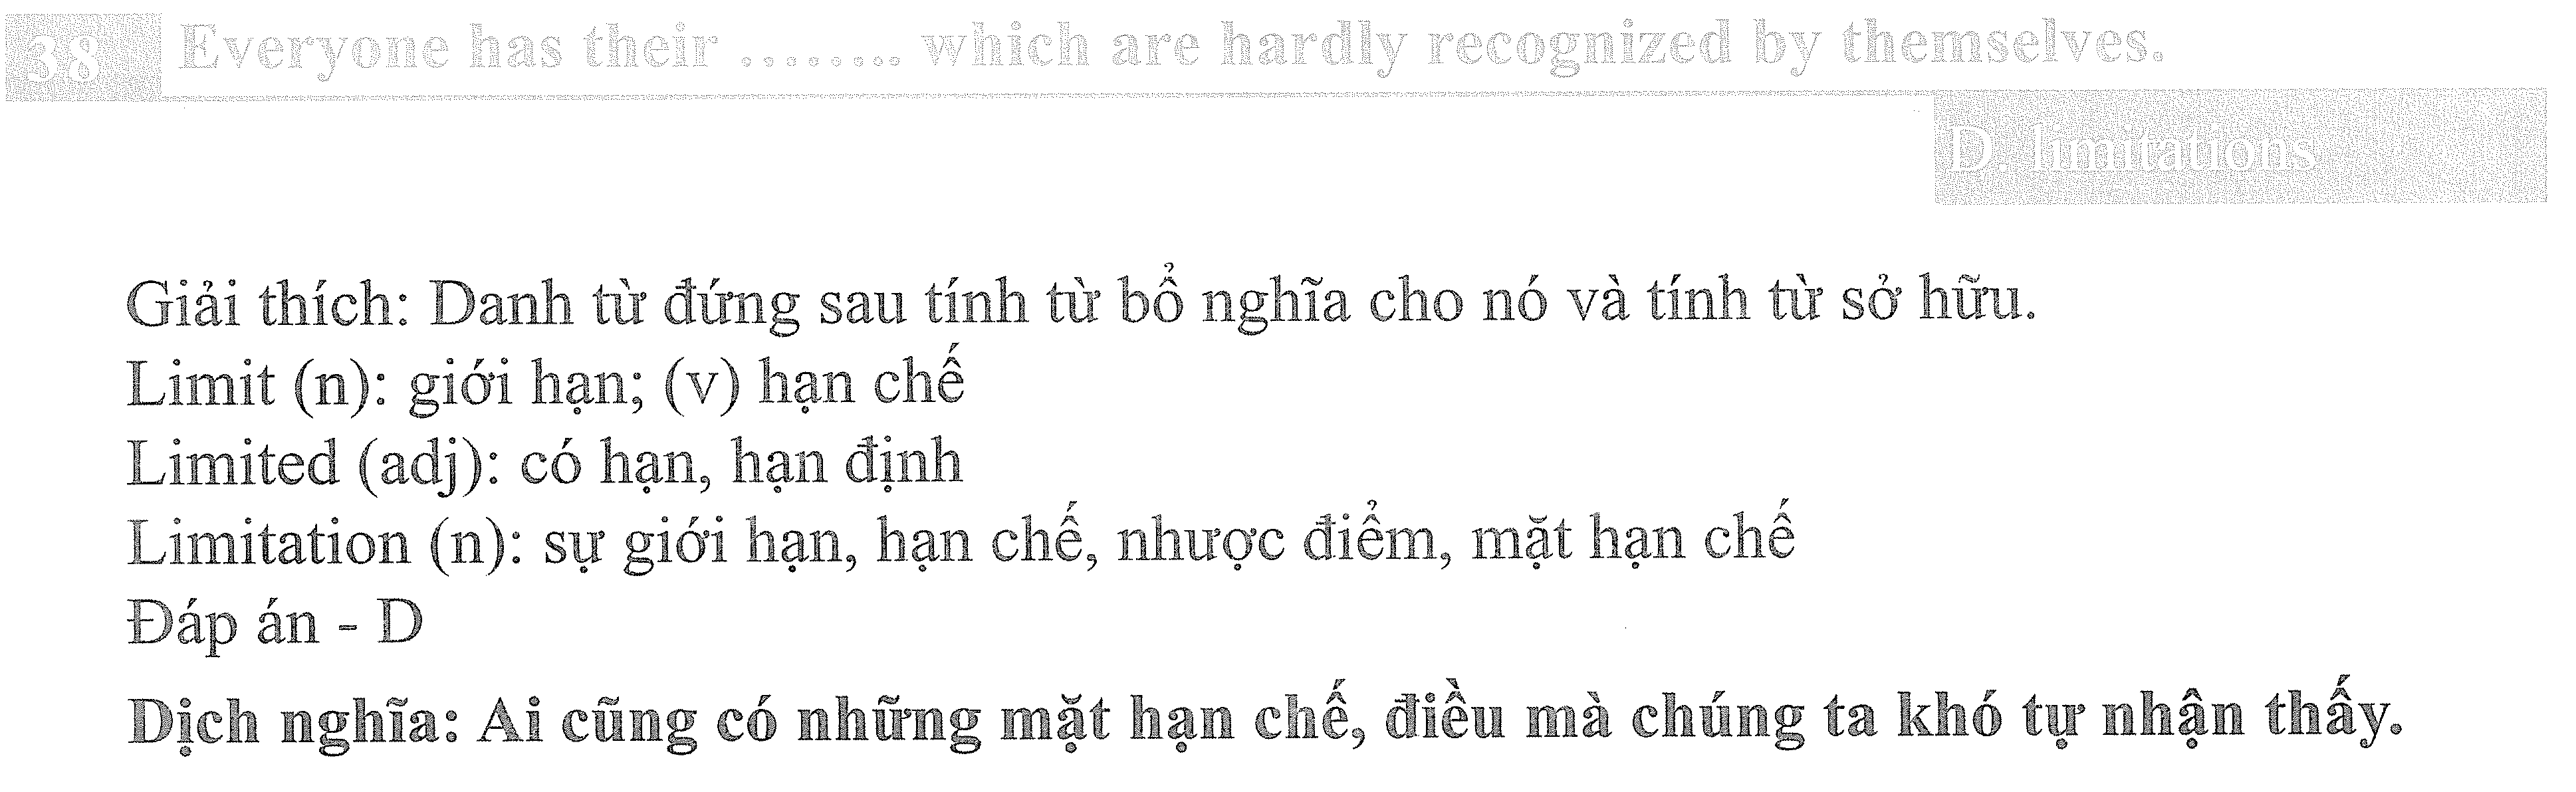 38 Everyone has their ........ which are hardly recognized by themselves.
D. limitations
Giải thích: Danh từ đứng sau tính từ bổ nghĩa cho nó và tính từ sở hữu.
Limit (n): giới hạn; (v) hạn chế
Limited (adj): có hạn, hạn định
Limitation (n): sự giới hạn, hạn chế, nhược điểm, mặt hạn chế
Đáp án - D
Dịch nghĩa: Ai cũng có những mặt hạn chế, điều mà chúng ta khó tự nhận thấy.